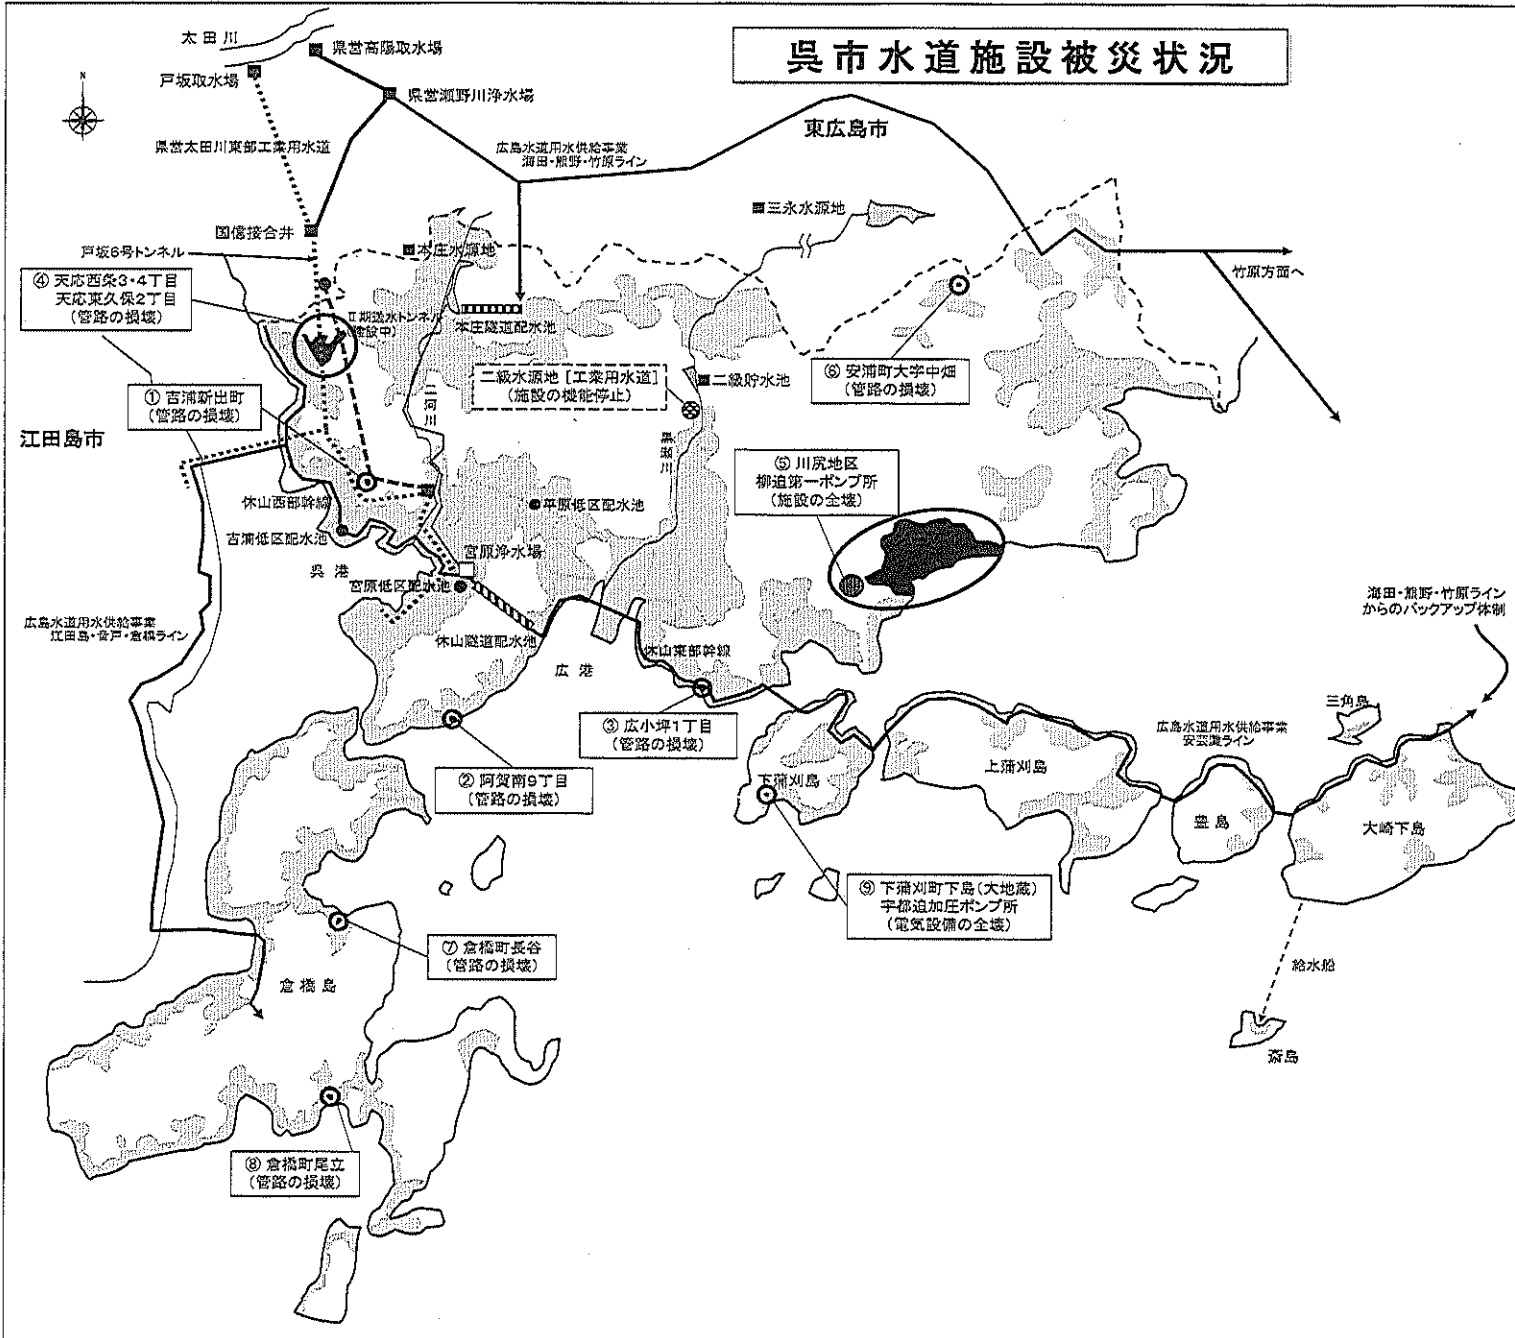 呉市水道施設被災状況
太田川
県営高陽取水場
戸坂取水場
N
県営瀬野川浄水場
県営太田川東部工業用水道
広島水道用水供給事業
海田・熊野・竹原ライン
東広島市
三永水源地
国信接合井
本庄水源地
戸坂6号トンネル
竹原方面へ
④ 天応西条3・4丁目
天応東久保2丁目
(管路の損壊)
Ⅱ期送水トンネル
(建設中)
本庄隧道配水池
二級水源地 [工業用水道]
(施設の機能停止)
二級貯水池
⑥ 安浦町大字中畑
(管路の損壊)
① 吉浦新出町
(管路の損壊)
二河川
黒瀬川
江田島市
⑤ 川尻地区
柳迫第一ポンプ所
(施設の全壊)
休山西部幹線
平原低区配水池
吉浦低区配水池
呉港
宮原浄水場
宮原低区配水池
海田・熊野・竹原ライン
からのバックアップ体制
広島水道用水供給事業
江田島・音戸・倉橋ライン
休山隧道配水池
休山東部幹線
広港
三角島
③ 広小坪1丁目
(管路の損壊)
広島水道用水供給事業
安芸灘ライン
② 阿賀南9丁目
(管路の損壊)
下蒲刈島
上蒲刈島
豊島
大崎下島
⑨ 下蒲刈町下島(大地蔵)
宇都迫加圧ポンプ所
(電気設備の全壊)
⑦ 倉橋町長谷
(管路の損壊)
倉橋島
給水船
斎島
⑧ 倉橋町尾立
(管路の損壊)